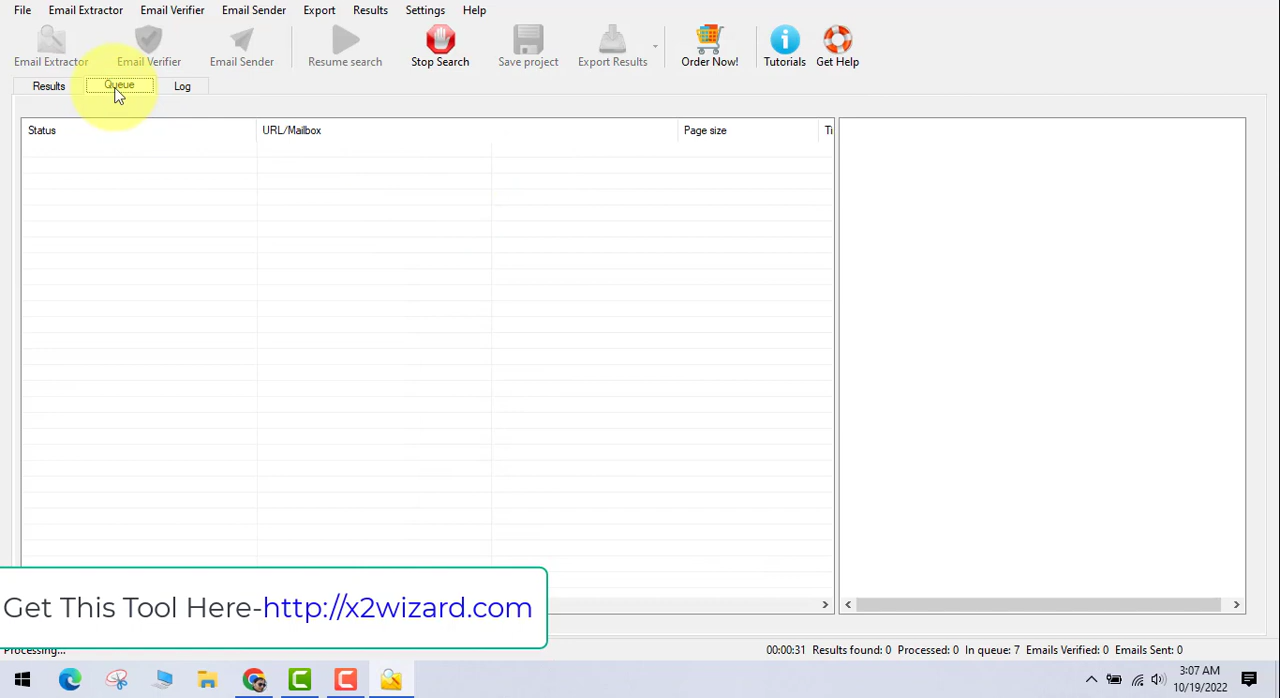 File Email Extractor Email Verifier Email Sender Export Results Settings Help
Email Extractor Email Verifier Email Sender Resume search Stop Search Save project Export Results Order Now! Tutorials Get Help
Results Queue Log
Status URL/Mailbox Page size
Get This Tool Here-http://x2wizard.com
Processing... 00:00:31 Results found: 0 Processed: 0 In queue: 7 Emails Verified: 0 Emails Sent: 0
3:07 AM
10/19/2022